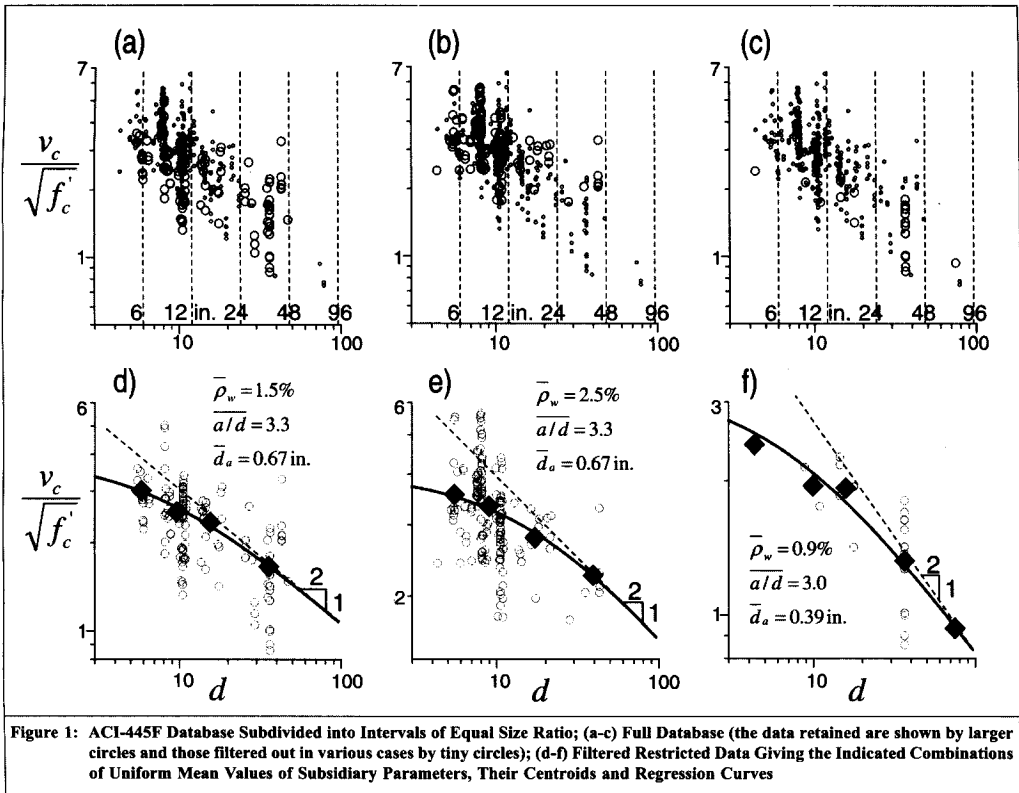 (a)
(b)
(c)
7
7
7
v_c
√f'_c
1
1
1
6 12 in. 24 48 96
6 12 in. 24 48 96
6 12 in. 24 48 96
10 100
10 100
10 100
d)
e)
f)
6
6
3
ρ̅_w = 1.5%
a/d = 3.3
d̅_a = 0.67 in.
ρ̅_w = 2.5%
a/d = 3.3
d̅_a = 0.67 in.
v_c
√f'_c
2
1
2
1
2
1
ρ̅_w = 0.9%
a/d = 3.0
d̅_a = 0.39 in.
1
2
1
10 100
10 100
10
d
d
d
Figure 1: ACI-445F Database Subdivided into Intervals of Equal Size Ratio; (a-c) Full Database (the data retained are shown by larger
circles and those filtered out in various cases by tiny circles); (d-f) Filtered Restricted Data Giving the Indicated Combinations
of Uniform Mean Values of Subsidiary Parameters, Their Centroids and Regression Curves